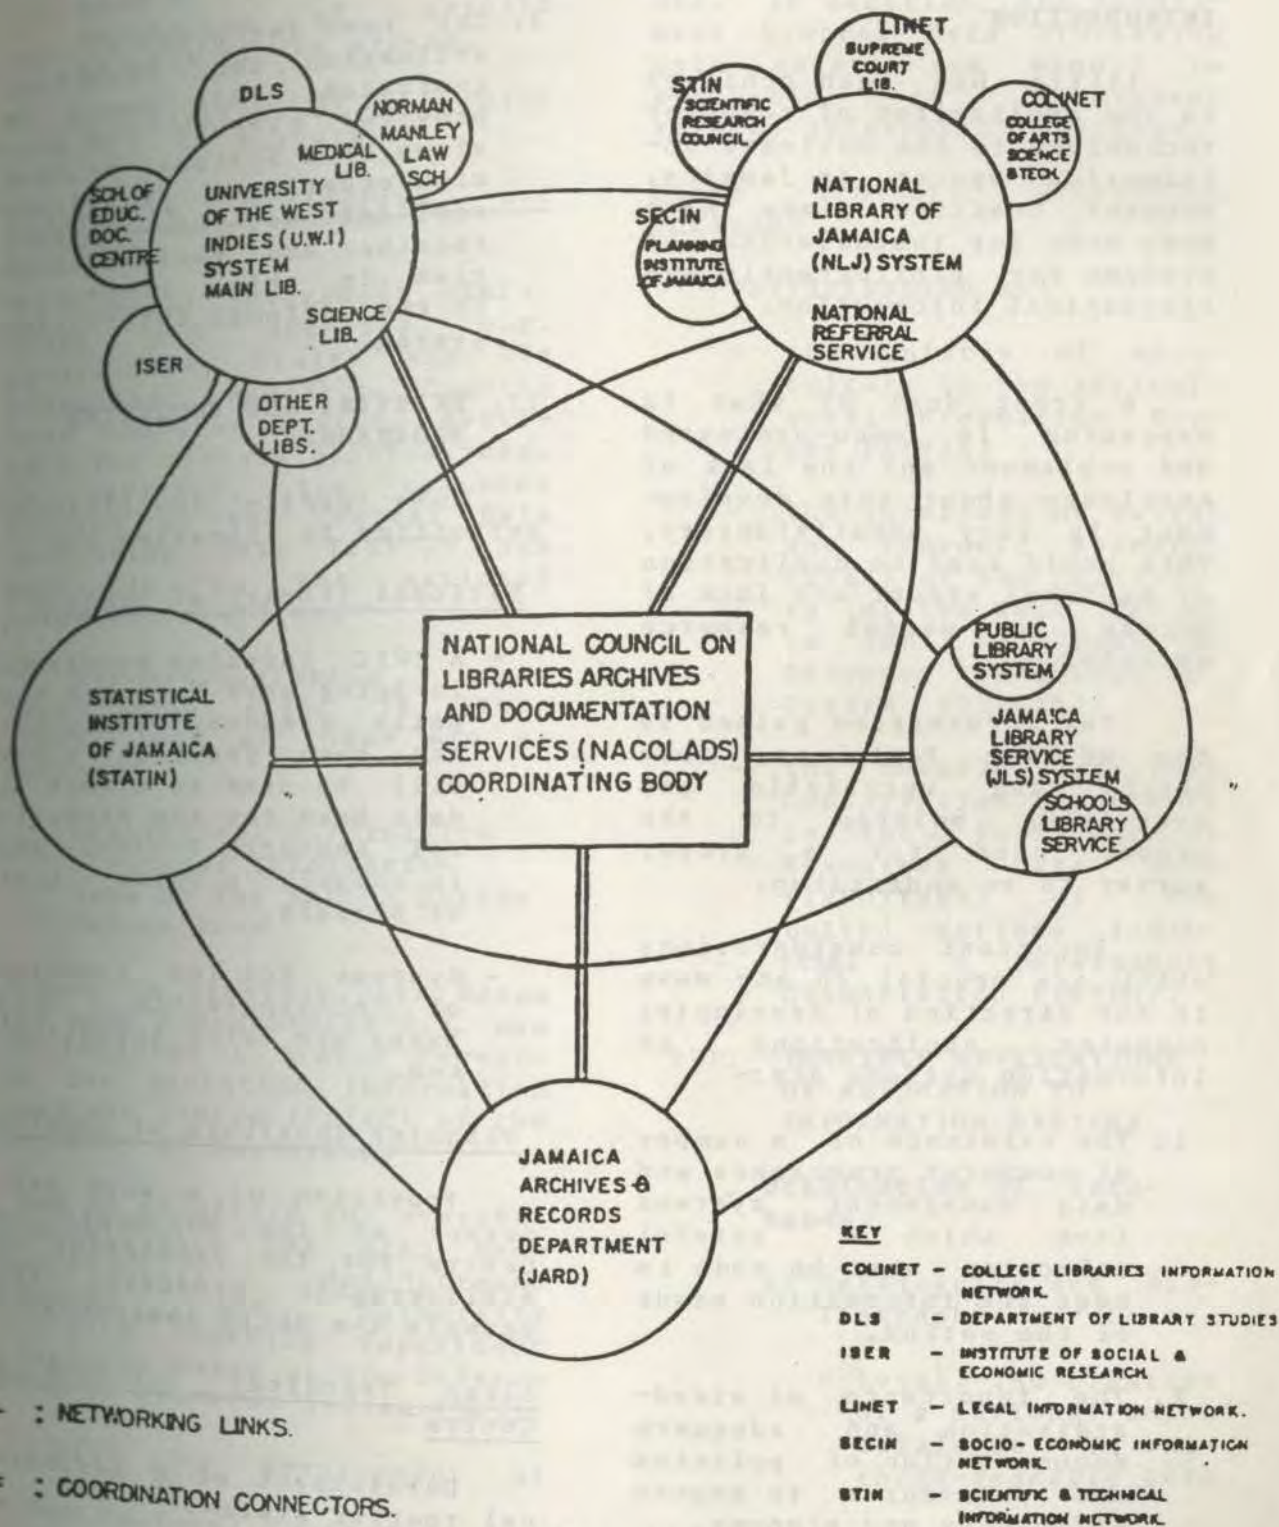 DLS
NORMAN
MANLEY
LAW
SCH.
MEDICAL
LIB.
SCH. OF
EDUC.
DOC.
CENTRE
UNIVERSITY
OF THE WEST
INDIES (U.W.I)
SYSTEM
MAIN LIB.
SCIENCE
LIB.
ISER
OTHER
DEPT.
LIBS.
LINET
SUPREME
COURT
LIB.
STIN
SCIENTIFIC
RESEARCH
COUNCIL
COLINET
COLLEGE
OF ARTS
SCIENCE
& TECH.
SECIN
PLANNING
INSTITUTE
OF JAMAICA
NATIONAL
LIBRARY OF
JAMAICA
(NLJ) SYSTEM
NATIONAL
REFERRAL
SERVICE
NATIONAL COUNCIL ON
LIBRARIES ARCHIVES
AND DOCUMENTATION
SERVICES (NACOLADS)
COORDINATING BODY
STATISTICAL
INSTITUTE
OF JAMAICA
(STATIN)
PUBLIC
LIBRARY
SYSTEM
JAMAICA
LIBRARY
SERVICE
(JLS) SYSTEM
SCHOOLS
LIBRARY
SERVICE
JAMAICA
ARCHIVES &
RECORDS
DEPARTMENT
(JARD)
KEY
COLINET – COLLEGE LIBRARIES INFORMATION
NETWORK.
DLS – DEPARTMENT OF LIBRARY STUDIES
ISER – INSTITUTE OF SOCIAL &
ECONOMIC RESEARCH.
LINET – LEGAL INFORMATION NETWORK.
SECIN – SOCIO-ECONOMIC INFORMATION
NETWORK.
STIN – SCIENTIFIC & TECHNICAL
INFORMATION NETWORK.
: NETWORKING LINKS.
: COORDINATION CONNECTORS.